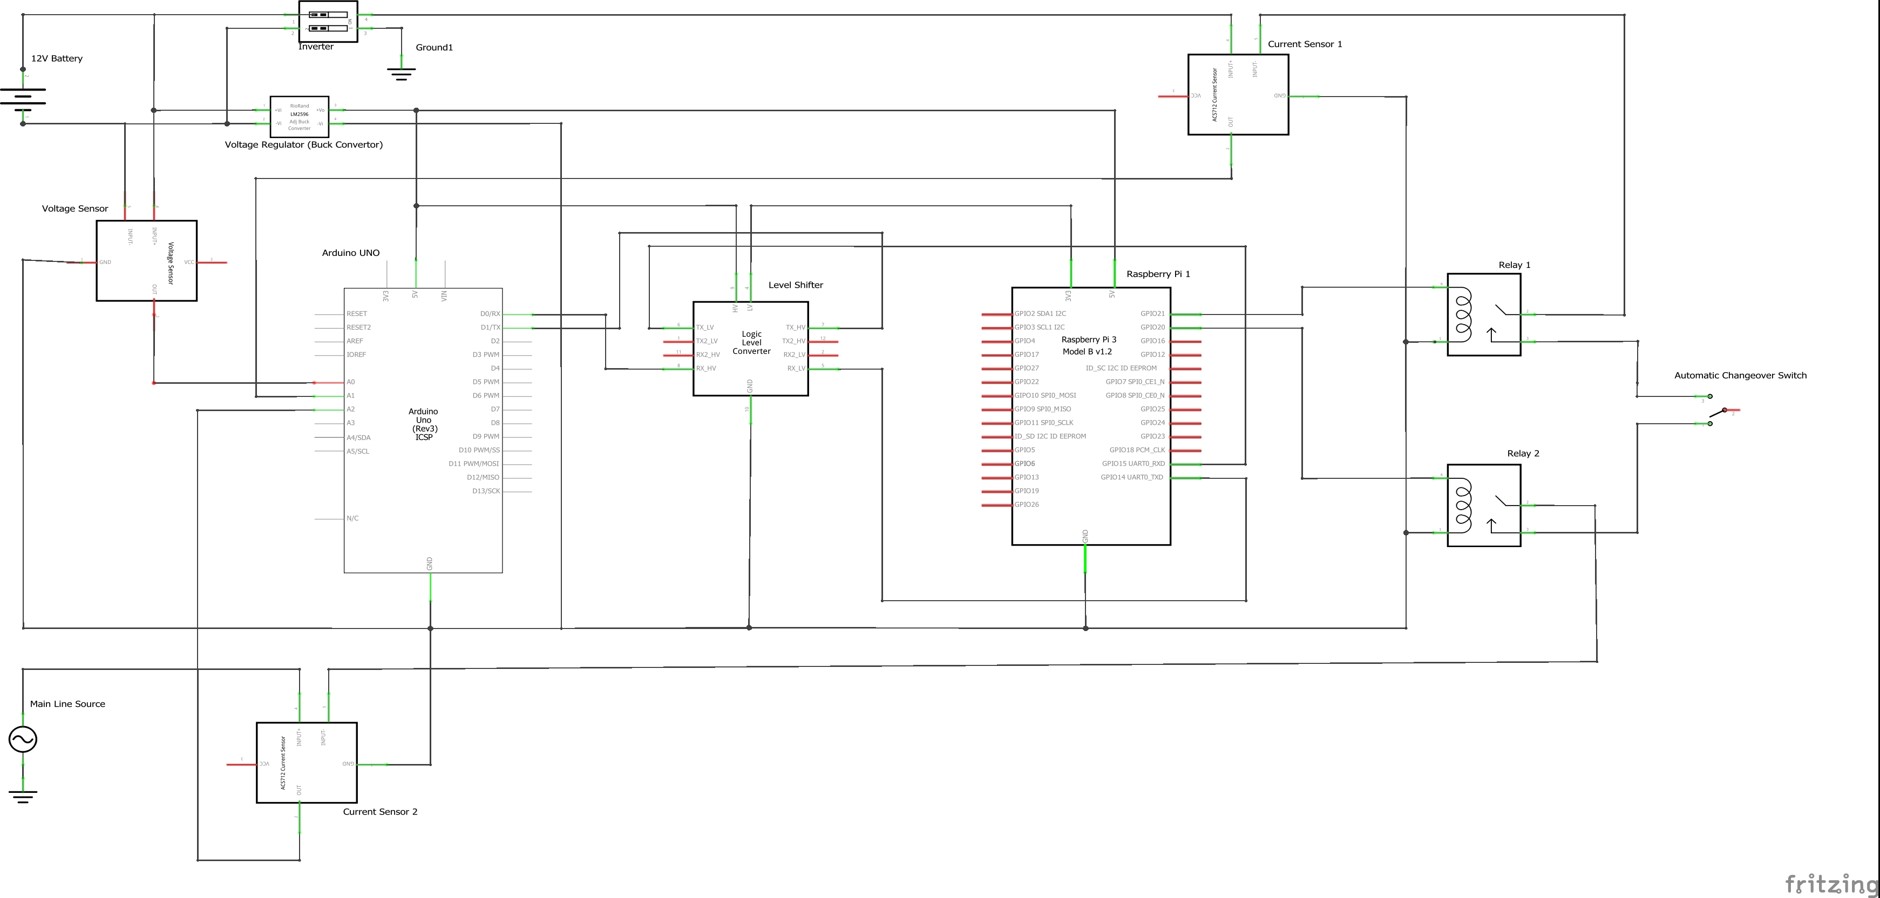 12V Battery
Inverter
Ground1
RioRand
LM2596
Adj Buck
Converter
Voltage Regulator (Buck Convertor)
Current Sensor 1
INPUT+
INPUT-
ACS712 Current Sensor
VCC
GND
OUT
Voltage Sensor
INPUT-
INPUT+
Voltage Sensor
GND
VCC
OUT
Arduino UNO
3V3
5V
VIN
RESET
RESET2
AREF
IOREF
A0
A1
A2
A3
A4/SDA
A5/SCL
N/C
D0/RX
D1/TX
D2
D3 PWM
D4
D5 PWM
D6 PWM
D7
D8
D9 PWM
D10 PWM/SS
D11 PWM/MOSI
D12/MISO
D13/SCK
Arduino
Uno
(Rev3)
ICSP
GND
Level Shifter
HV
LV
TX_LV
TX2_LV
RX2_HV
RX_HV
Logic
Level
Converter
TX_HV
TX2_HV
RX2_LV
RX_LV
GND
Raspberry Pi 1
3V3
5V
GPIO2 SDA1 I2C
GPIO3 SCL1 I2C
GPIO4
GPIO17
GPIO27
GPIO22
GPIO10 SPI0_MOSI
GPIO9 SPI0_MISO
GPIO11 SPI0_SCLK
ID_SD I2C ID EEPROM
GPIO5
GPIO6
GPIO13
GPIO19
GPIO26
Raspberry Pi 3
Model B v1.2
GPIO21
GPIO20
GPIO16
GPIO12
ID_SC I2C ID EEPROM
GPIO7 SPI0_CE1_N
GPIO8 SPI0_CE0_N
GPIO25
GPIO24
GPIO23
GPIO18 PCM_CLK
GPIO15 UART0_RXD
GPIO14 UART0_TXD
GND
Relay 1
Automatic Changeover Switch
Relay 2
Main Line Source
INPUT+
INPUT-
ACS712 Current Sensor
VCC
GND
OUT
Current Sensor 2
fritzing